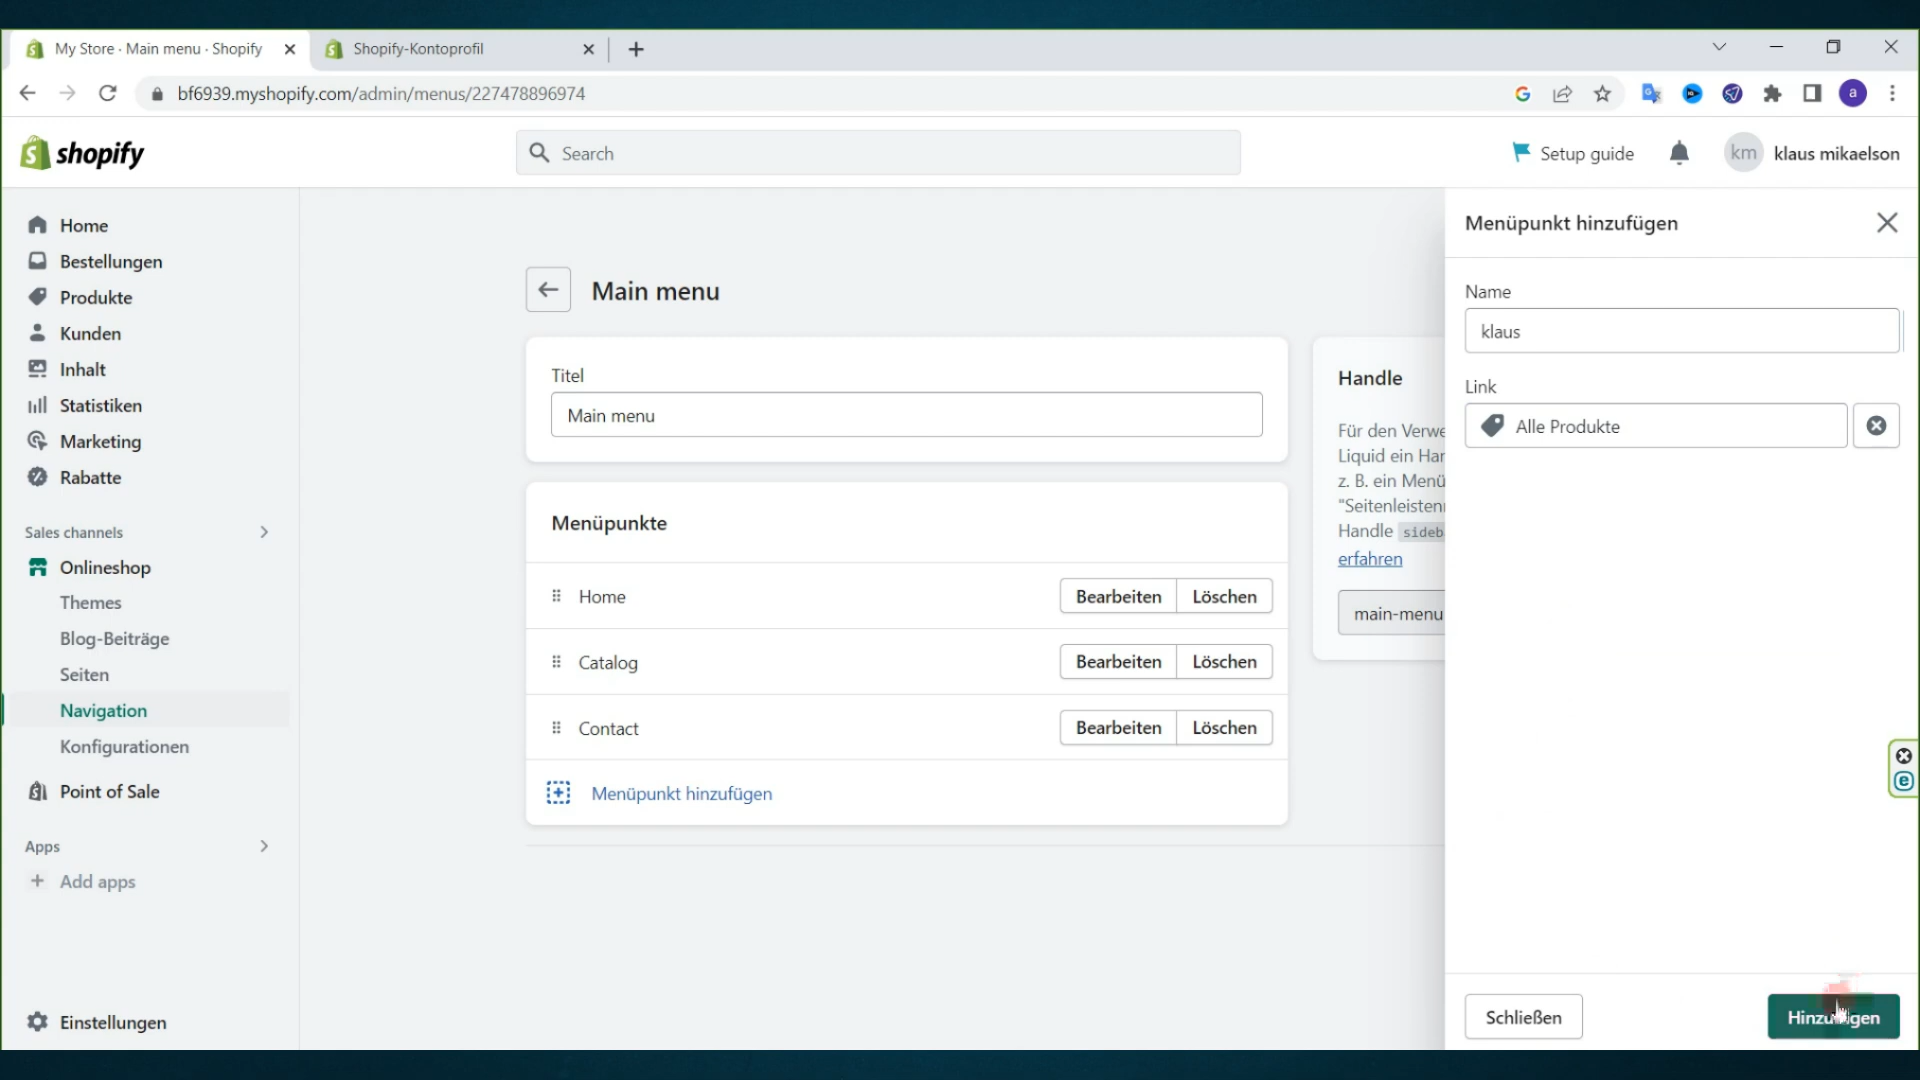 My Store · Main menu · Shopify
Shopify-Kontoprofil
bf6939.myshopify.com/admin/menus/227478896974
a
shopify
Search
Setup guide
km
klaus mikaelson
Home
Bestellungen
Produkte
Kunden
Inhalt
Statistiken
Marketing
Rabatte
Sales channels
Onlineshop
Themes
Blog-Beiträge
Seiten
Navigation
Konfigurationen
Point of Sale
Apps
Add apps
Einstellungen
Main menu
Titel
Main menu
Menüpunkte
Home
Bearbeiten
Löschen
Catalog
Bearbeiten
Löschen
Contact
Bearbeiten
Löschen
Menüpunkt hinzufügen
Handle
Für den Verwe
Liquid ein Har
z. B. ein Menü
"Seitenleisten
Handle sideb
erfahren
main-menu
Menüpunkt hinzufügen
Name
klaus
Link
Alle Produkte
Schließen
Hinzufügen